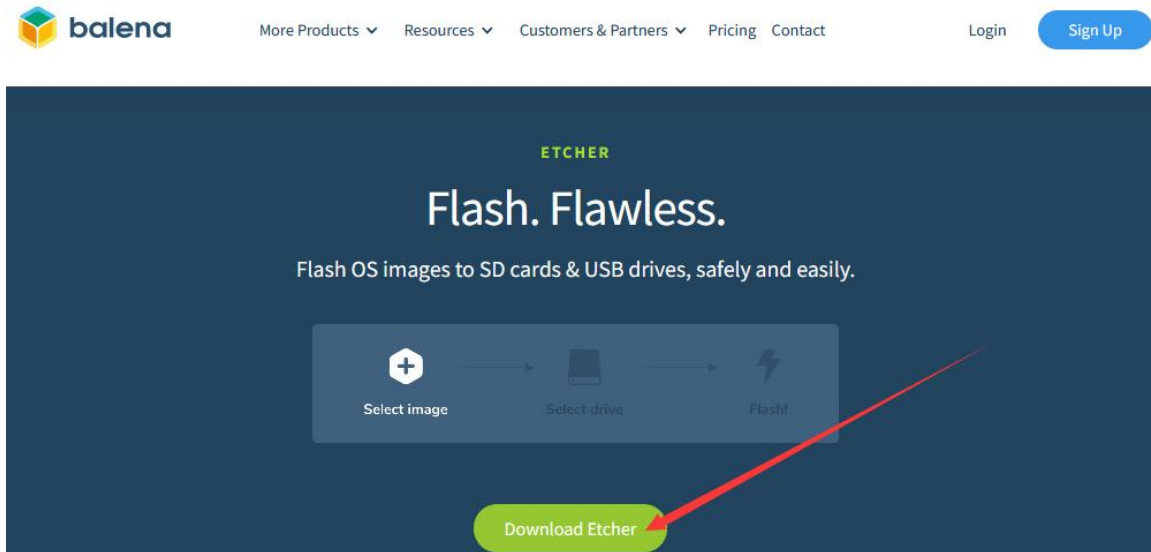 balena
More Products Resources Customers & Partners Pricing Contact Login Sign Up
ETCHER
Flash. Flawless.
Flash OS images to SD cards & USB drives, safely and easily.
Select image Select drive Flash!
Download Etcher